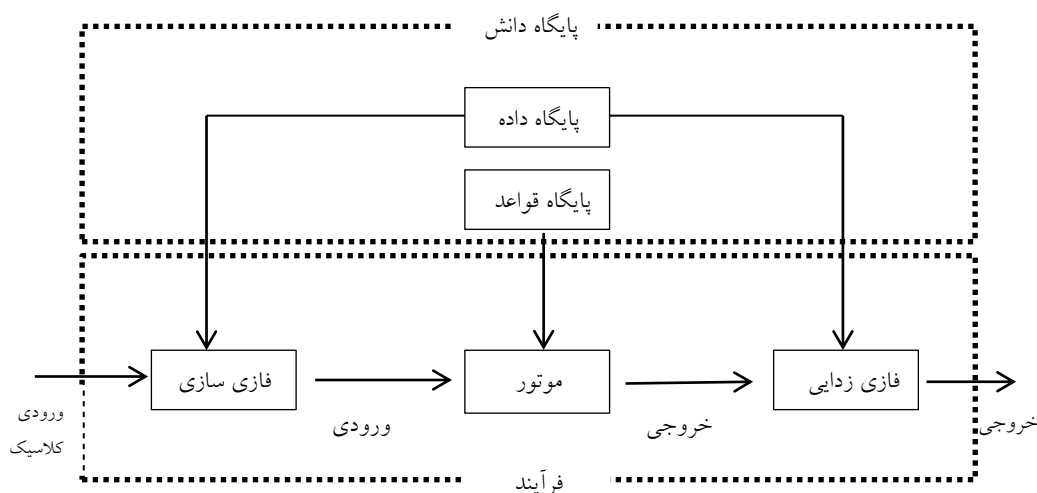 پایگاه دانش
پایگاه داده
پایگاه قواعد
فازی سازی
موتور
فازی زدایی
ورودی
کلاسیک
ورودی
خروجی
خروجی
فرآیند